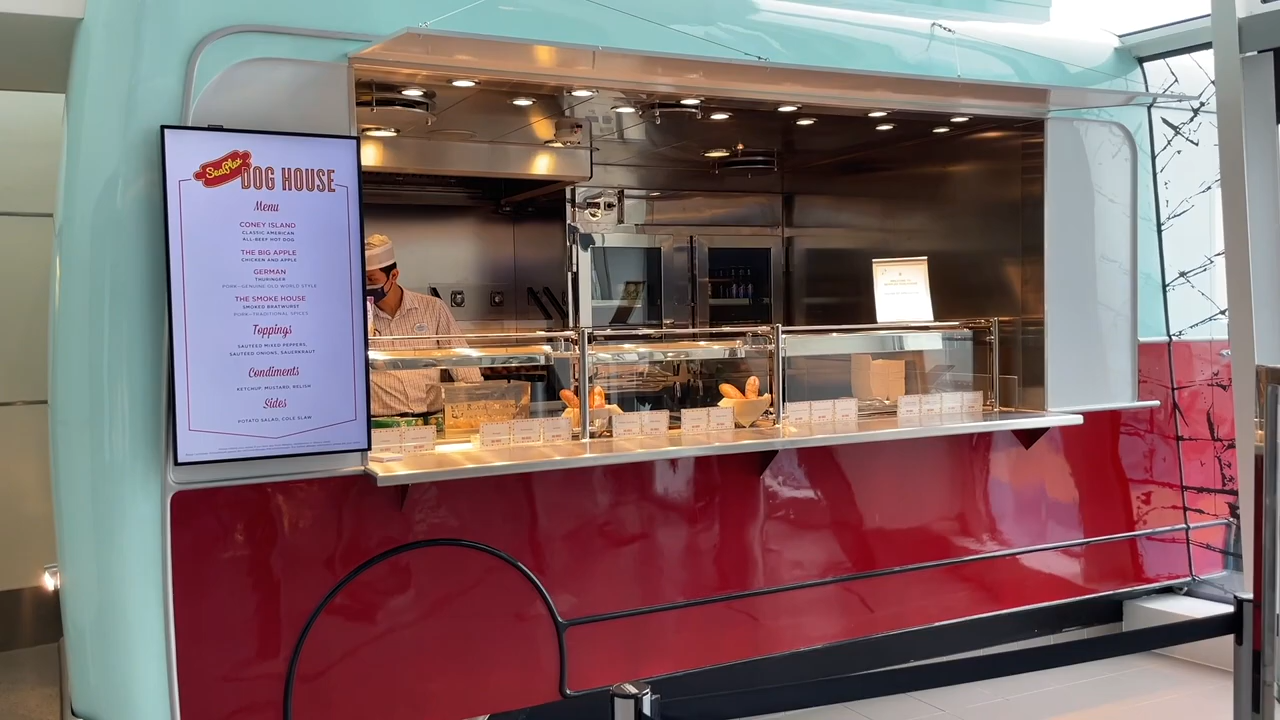 SeaPlex
DOG HOUSE
Menu
CONEY ISLAND
CLASSIC AMERICAN
ALL-BEEF HOT DOG
THE BIG APPLE
CHICKEN AND APPLE
GERMAN
THURINGER
PORK-GENUINE OLD WORLD STYLE
THE SMOKE HOUSE
SMOKED BRATWURST
PORK-TRADITIONAL SPICES
Toppings
SAUTEED MIXED PEPPERS,
SAUTEED ONIONS, SAUERKRAUT
Condiments
KETCHUP, MUSTARD, RELISH
Sides
POTATO SALAD, COLE SLAW